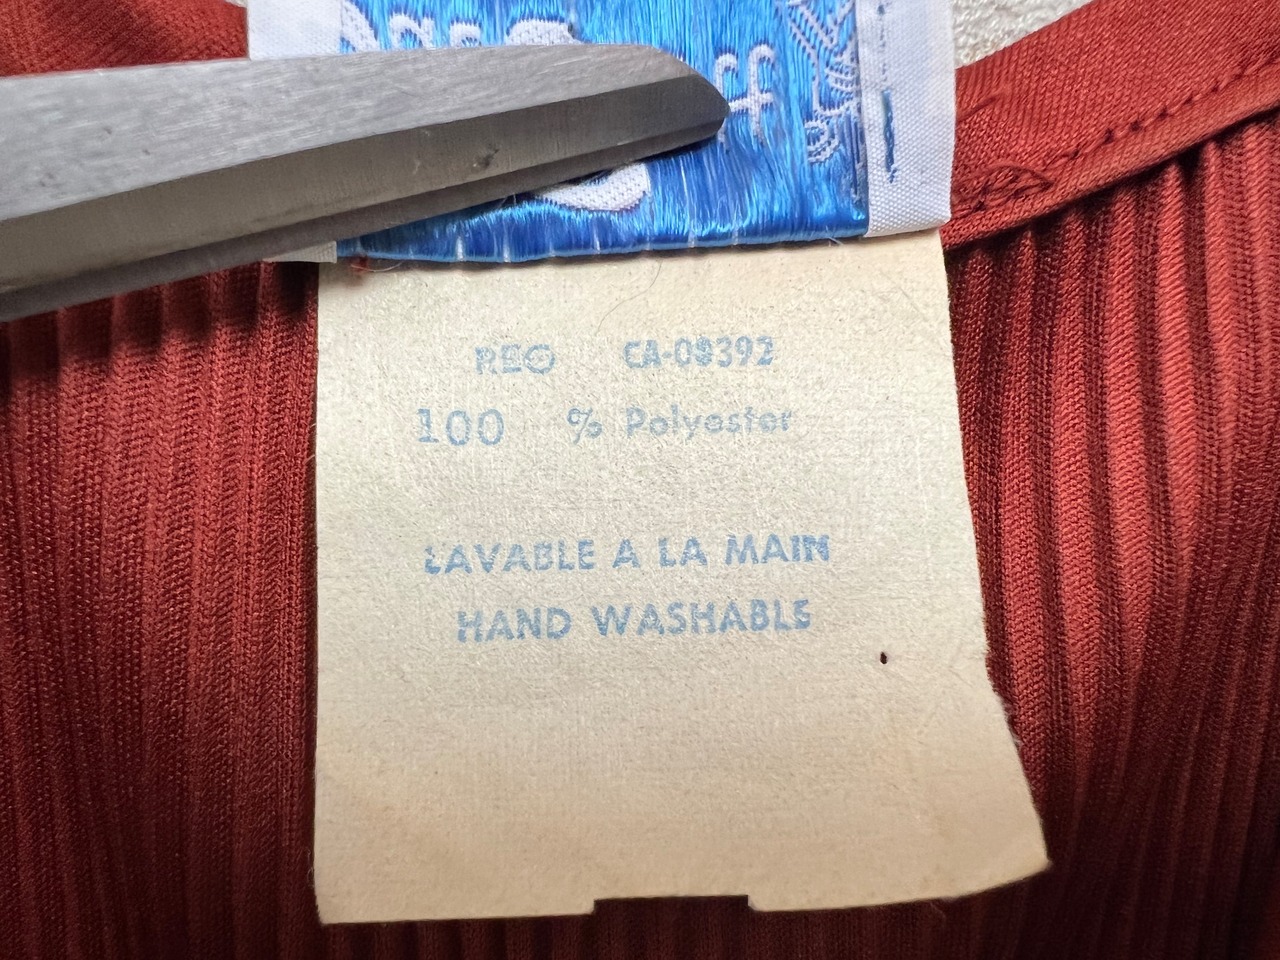 REG CA-08392
100 % Polyester
LAVABLE A LA MAIN
HAND WASHABLE